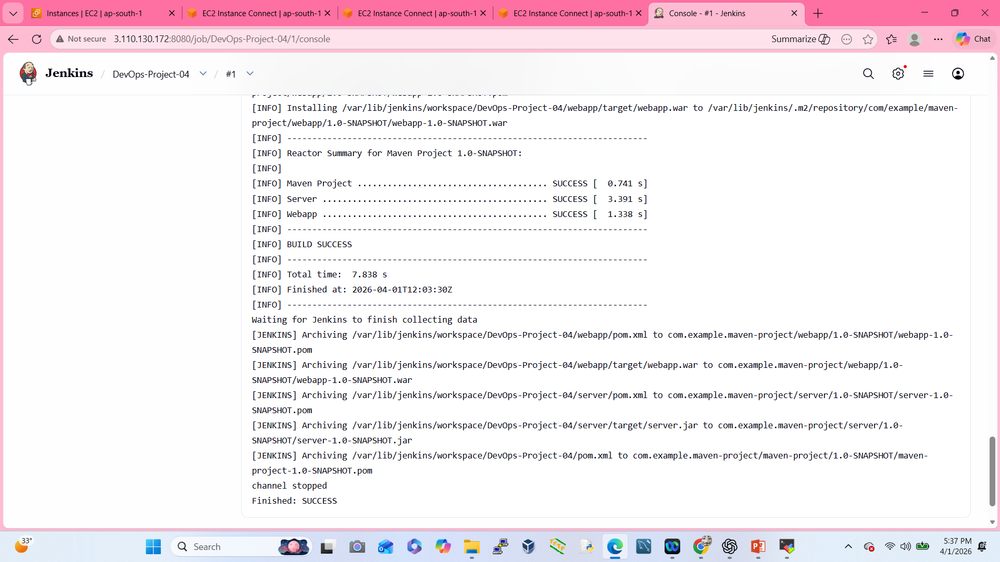 Instances | EC2 | ap-south-1
EC2 Instance Connect | ap-south-1
EC2 Instance Connect | ap-south-1
EC2 Instance Connect | ap-south-1
Console - #1 - Jenkins
Not secure
3.110.130.172:8080/job/DevOps-Project-04/1/console
Summarize
Chat
Jenkins / DevOps-Project-04 / #1
[INFO] Installing /var/lib/jenkins/workspace/DevOps-Project-04/webapp/target/webapp.war to /var/lib/jenkins/.m2/repository/com/example/maven-
project/webapp/1.0-SNAPSHOT/webapp-1.0-SNAPSHOT.war
[INFO] ------------------------------------------------------------------------
[INFO] Reactor Summary for Maven Project 1.0-SNAPSHOT:
[INFO]
[INFO] Maven Project ...................................... SUCCESS [  0.741 s]
[INFO] Server ............................................. SUCCESS [  3.391 s]
[INFO] Webapp ............................................. SUCCESS [  1.338 s]
[INFO] ------------------------------------------------------------------------
[INFO] BUILD SUCCESS
[INFO] ------------------------------------------------------------------------
[INFO] Total time:  7.838 s
[INFO] Finished at: 2026-04-01T12:03:30Z
[INFO] ------------------------------------------------------------------------
Waiting for Jenkins to finish collecting data
[JENKINS] Archiving /var/lib/jenkins/workspace/DevOps-Project-04/webapp/pom.xml to com.example.maven-project/webapp/1.0-SNAPSHOT/webapp-1.0-
SNAPSHOT.pom
[JENKINS] Archiving /var/lib/jenkins/workspace/DevOps-Project-04/webapp/target/webapp.war to com.example.maven-project/webapp/1.0-
SNAPSHOT/webapp-1.0-SNAPSHOT.war
[JENKINS] Archiving /var/lib/jenkins/workspace/DevOps-Project-04/server/pom.xml to com.example.maven-project/server/1.0-SNAPSHOT/server-1.0-
SNAPSHOT.pom
[JENKINS] Archiving /var/lib/jenkins/workspace/DevOps-Project-04/server/target/server.jar to com.example.maven-project/server/1.0-
SNAPSHOT/server-1.0-SNAPSHOT.jar
[JENKINS] Archiving /var/lib/jenkins/workspace/DevOps-Project-04/pom.xml to com.example.maven-project/maven-project/1.0-SNAPSHOT/maven-
project-1.0-SNAPSHOT.pom
channel stopped
Finished: SUCCESS
33°
Search
5:37 PM
4/1/2026